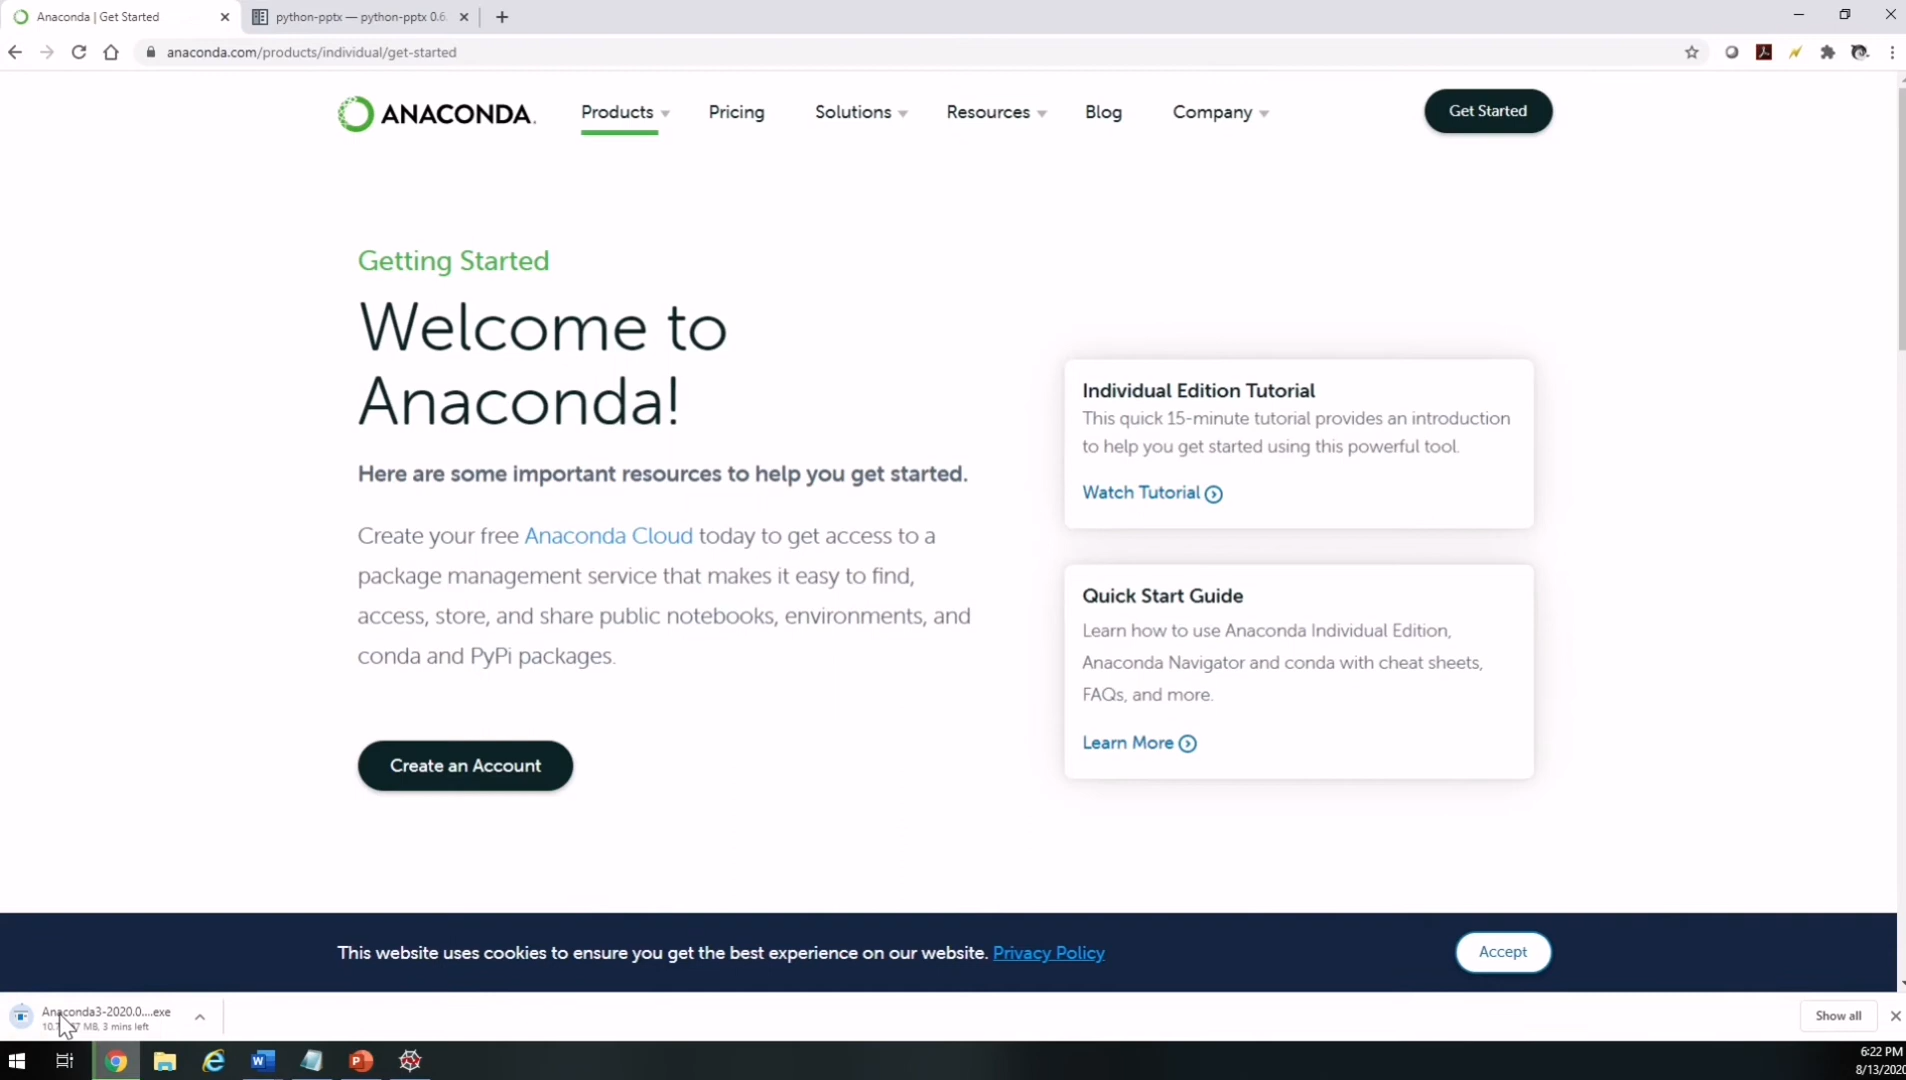 Anaconda | Get Started
python-pptx — python-pptx 0.6.
anaconda.com/products/individual/get-started
ANACONDA.
Products
Pricing
Solutions
Resources
Blog
Company
Get Started
Getting Started
Welcome to
Anaconda!
Here are some important resources to help you get started.
Create your free Anaconda Cloud today to get access to a
package management service that makes it easy to find,
access, store, and share public notebooks, environments, and
conda and PyPi packages.
Create an Account
Individual Edition Tutorial
This quick 15-minute tutorial provides an introduction
to help you get started using this powerful tool.
Watch Tutorial
Quick Start Guide
Learn how to use Anaconda Individual Edition,
Anaconda Navigator and conda with cheat sheets,
FAQs, and more.
Learn More
This website uses cookies to ensure you get the best experience on our website. Privacy Policy
Accept
Anaconda3-2020.0....exe
MB, 3 mins left
Show all
6:22 PM
8/13/2020